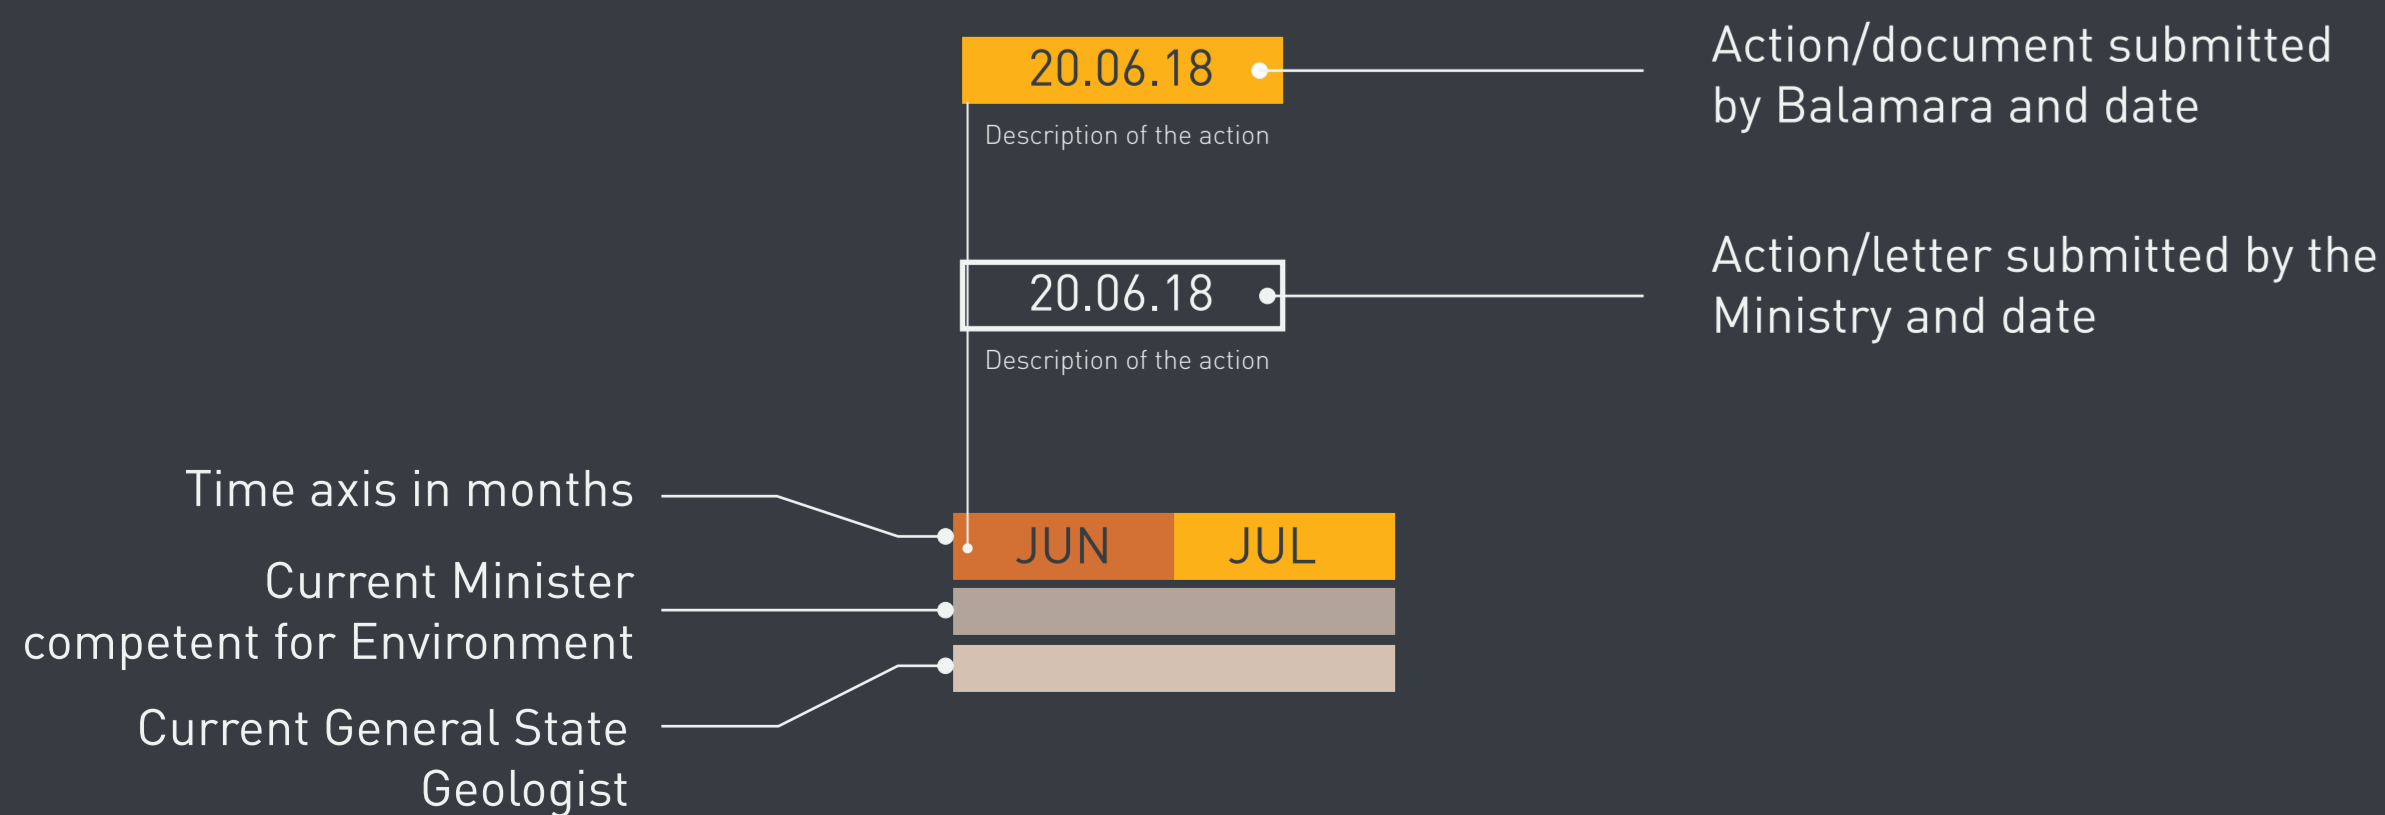 20.06.18
Action/document submitted
by Balamara and date
Description of the action
20.06.18
Action/letter submitted by the
Ministry and date
Description of the action
Time axis in months
JUN
JUL
Current Minister
competent for Environment
Current General State
Geologist